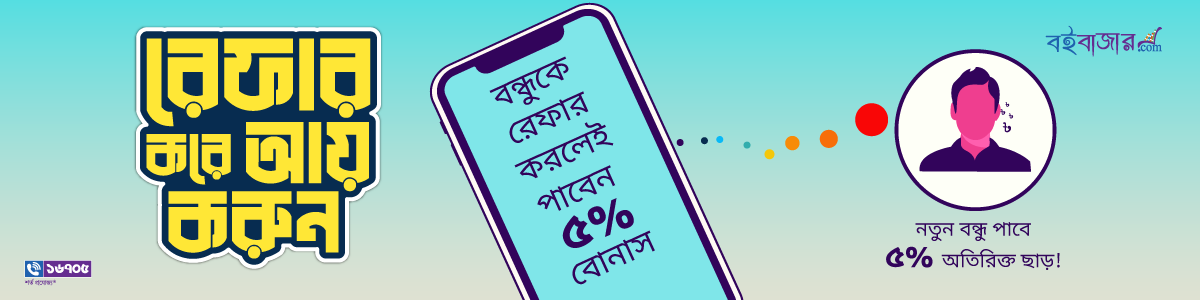 রেফার
করে আয়
করুন
১৬৭০৫
শর্ত প্রযোজ্য*
বন্ধুকে
রেফার
করলেই
পাবেন
৫%
বোনাস
বইবাজার.com
৳
৳
৳
৳
নতুন বন্ধু পাবে
৫% অতিরিক্ত ছাড়!